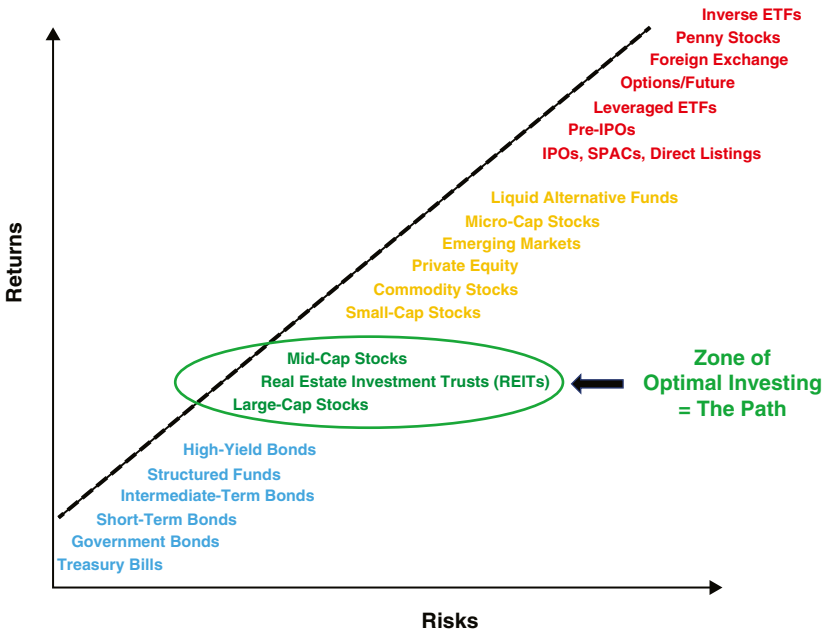 Inverse ETFs
Penny Stocks
Foreign Exchange
Options/Future
Leveraged ETFs
Pre-IPOs
IPOs, SPACs, Direct Listings
Liquid Alternative Funds
Micro-Cap Stocks
Emerging Markets
Private Equity
Commodity Stocks
Small-Cap Stocks
Mid-Cap Stocks
Real Estate Investment Trusts (REITs)
Large-Cap Stocks
Zone of
Optimal Investing
= The Path
High-Yield Bonds
Structured Funds
Intermediate-Term Bonds
Short-Term Bonds
Government Bonds
Treasury Bills
Returns
Risks